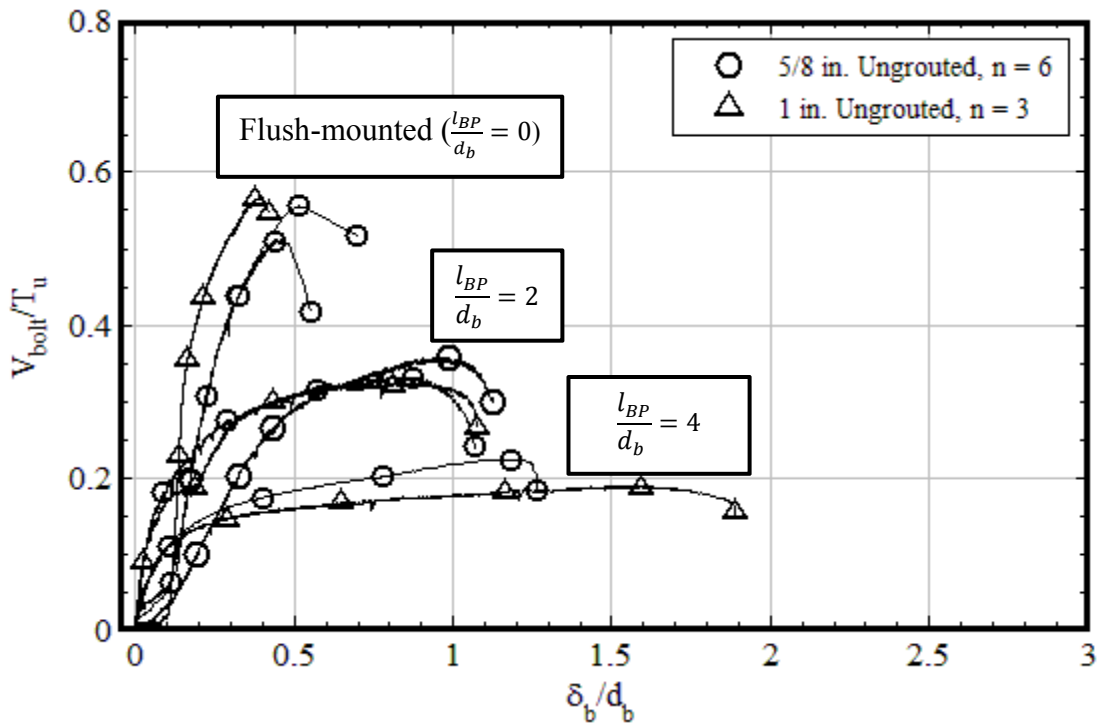 0.8
0.6
0.4
0.2
0
V_bolt/T_u
5/8 in. Ungrouted, n = 6
1 in. Ungrouted, n = 3
Flush-mounted (l_BP/d_b = 0)
l_BP/d_b = 2
l_BP/d_b = 4
0 0.5 1 1.5 2 2.5 3
δ_b/d_b